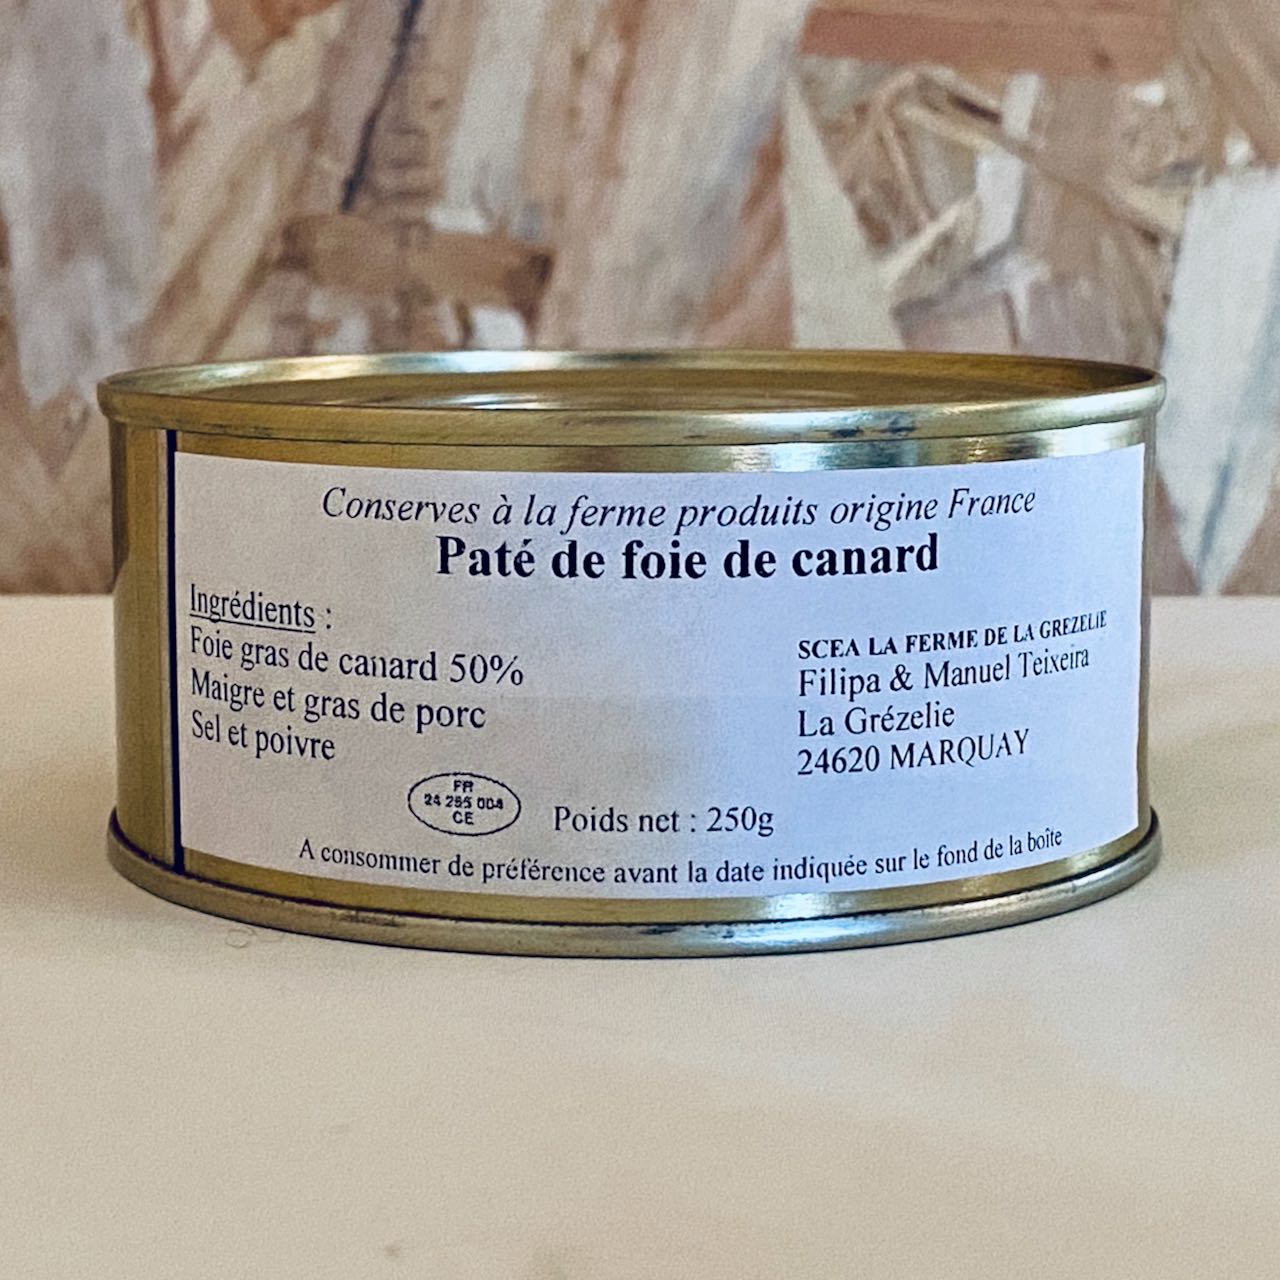 Conserves à la ferme produits origine France
Paté de foie de canard
Ingrédients :
Foie gras de canard 50%
Maigre et gras de porc
Sel et poivre
SCEA LA FERME DE LA GREZELIE
Filipa & Manuel Teixeira
La Grézelie
24620 MARQUAY
FR
24 255 004
CE
Poids net : 250g
A consommer de préférence avant la date indiquée sur le fond de la boîte